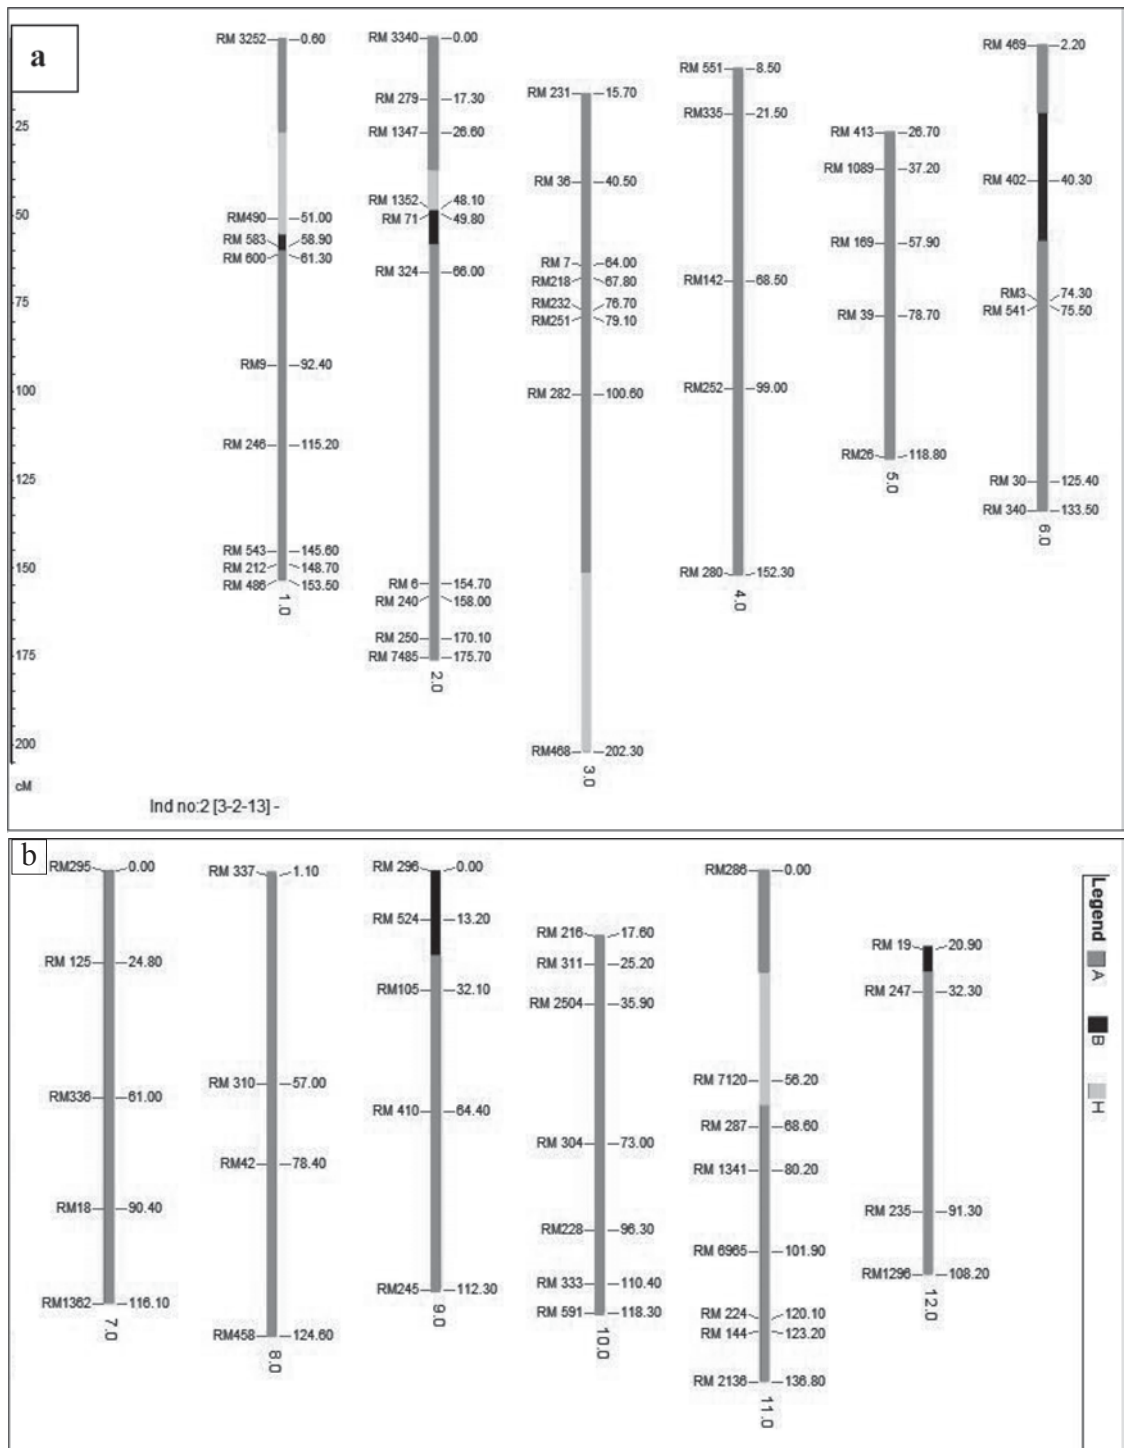 a
25
50
75
100
125
150
175
200
cM
RM 3252 0.60
RM490 51.00
RM 583 58.90
RM 600 61.30
RM9 92.40
RM 246 115.20
RM 543 145.60
RM 212 148.70
RM 486 153.50
1.0
RM 3340 0.00
RM 279 17.30
RM 1347 26.60
RM 1352 48.10
RM 71 49.80
RM 324 66.00
RM 6 154.70
RM 240 158.00
RM 250 170.10
RM 7485 175.70
2.0
RM 231 15.70
RM 36 40.50
RM 7 64.00
RM218 67.80
RM232 76.70
RM251 79.10
RM 282 100.60
RM468 202.30
3.0
RM 551 8.50
RM335 21.50
RM142 68.50
RM252 99.00
RM 280 152.30
4.0
RM 413 26.70
RM 1089 37.20
RM 169 57.90
RM 39 78.70
RM26 118.80
5.0
RM 469 2.20
RM 402 40.30
RM3 74.30
RM 541 75.50
RM 30 125.40
RM 340 133.50
6.0
Ind no:2 [3-2-13] -
b
RM295 0.00
RM 125 24.80
RM336 61.00
RM18 90.40
RM1362 116.10
7.0
RM 337 1.10
RM 310 57.00
RM42 78.40
RM458 124.60
8.0
RM 296 0.00
RM 524 13.20
RM105 32.10
RM 410 64.40
RM245 112.30
9.0
RM 216 17.60
RM 311 25.20
RM 2504 35.90
RM 304 73.00
RM228 96.30
RM 333 110.40
RM 591 118.30
10.0
RM286 0.00
RM 7120 56.20
RM 287 68.60
RM 1341 80.20
RM 6965 101.90
RM 224 120.10
RM 144 123.20
RM 2136 136.80
11.0
RM 19 20.90
RM 247 32.30
RM 235 91.30
RM1296 108.20
12.0
Legend
A
B
H